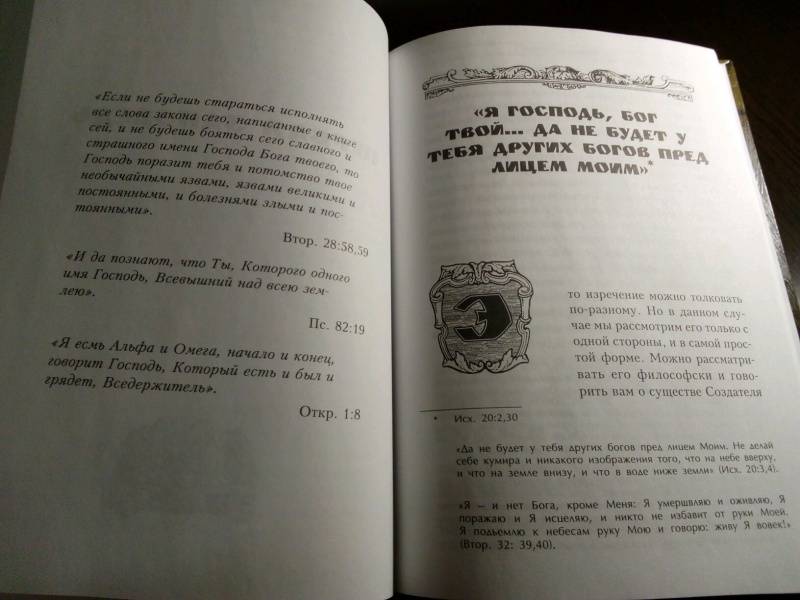 «Если не будешь стараться исполнять
все слова закона сего, написанные в книге
сей, и не будешь бояться сего славного и
страшного имени Господа Бога твоего, то
Господь поразит тебя и потомство твое
необычайными язвами, язвами великими и
постоянными, и болезнями злыми и пос-
тоянными».
Втор. 28:58,59
«И да познают, что Ты, Которого одного
имя Господь, Всевышний над всею зем-
лею».
Пс. 82:19
«Я есмь Альфа и Омега, начало и конец,
говорит Господь, Который есть и был и
грядет, Вседержитель».
Откр. 1:8
«Я ГОСПОДЬ, БОГ
ТВОЙ... ДА НЕ БУДЕТ У
ТЕБЯ ДРУГИХ БОГОВ ПРЕД
ЛИЦЕМ МОИМ»*
Это изречение можно толковать
по-разному. Но в данном слу-
чае мы рассмотрим его только с
одной стороны, и в самой прос-
той форме. Можно рассматри-
вать его философски и гово-
рить вам о существе Создателя
* Исх. 20:2,30
«Да не будет у тебя других богов пред лицем Моим. Не делай
себе кумира и никакого изображения того, что на небе вверху,
и что на земле внизу, и что в воде ниже земли» (Исх. 20:3,4).
«Я – и нет Бога, кроме Меня: Я умершвляю и оживляю, Я
поражаю и Я исцеляю, и никто не избавит от руки Моей.
Я подьемлю к небесам руку Мою и говорю: живу Я вовек!»
(Втор. 32: 39,40).